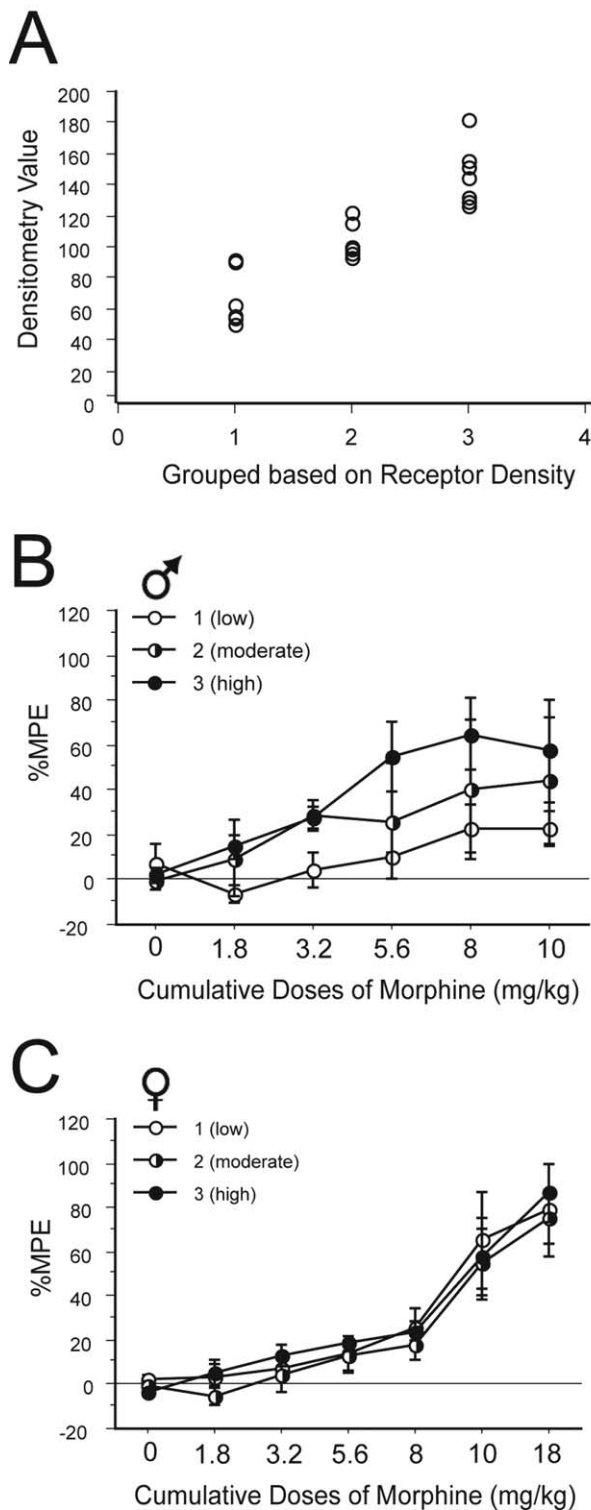 A
200
180
160
140
120
100
80
60
40
20
0
Densitometry Value
0 1 2 3 4
Grouped based on Receptor Density
B
1 (low)
2 (moderate)
3 (high)
120
100
80
60
40
20
0
-20
%MPE
0 1.8 3.2 5.6 8 10
Cumulative Doses of Morphine (mg/kg)
C
1 (low)
2 (moderate)
3 (high)
120
100
80
60
40
20
0
-20
%MPE
0 1.8 3.2 5.6 8 10 18
Cumulative Doses of Morphine (mg/kg)